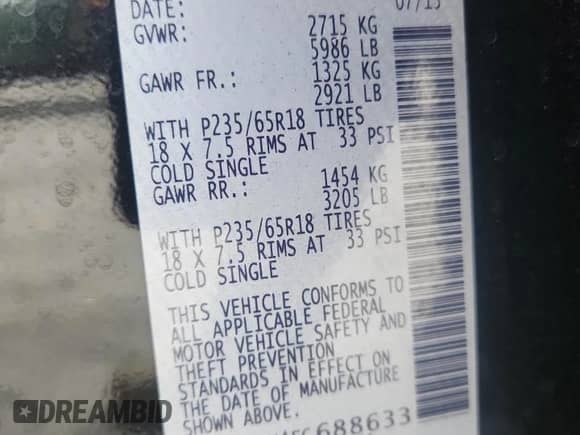 DATE: 07/15
GVWR: 2715 KG
5986 LB
GAWR FR.: 1325 KG
2921 LB
WITH P235/65R18 TIRES
18 X 7.5 RIMS AT 33 PSI
COLD SINGLE
GAWR RR.: 1454 KG
3205 LB
WITH P235/65R18 TIRES
18 X 7.5 RIMS AT 33 PSI
COLD SINGLE
THIS VEHICLE CONFORMS TO
ALL APPLICABLE FEDERAL
MOTOR VEHICLE SAFETY AND
THEFT PREVENTION
STANDARDS IN EFFECT ON
THE DATE OF MANUFACTURE
SHOWN ABOVE.
688633
DREAMBID